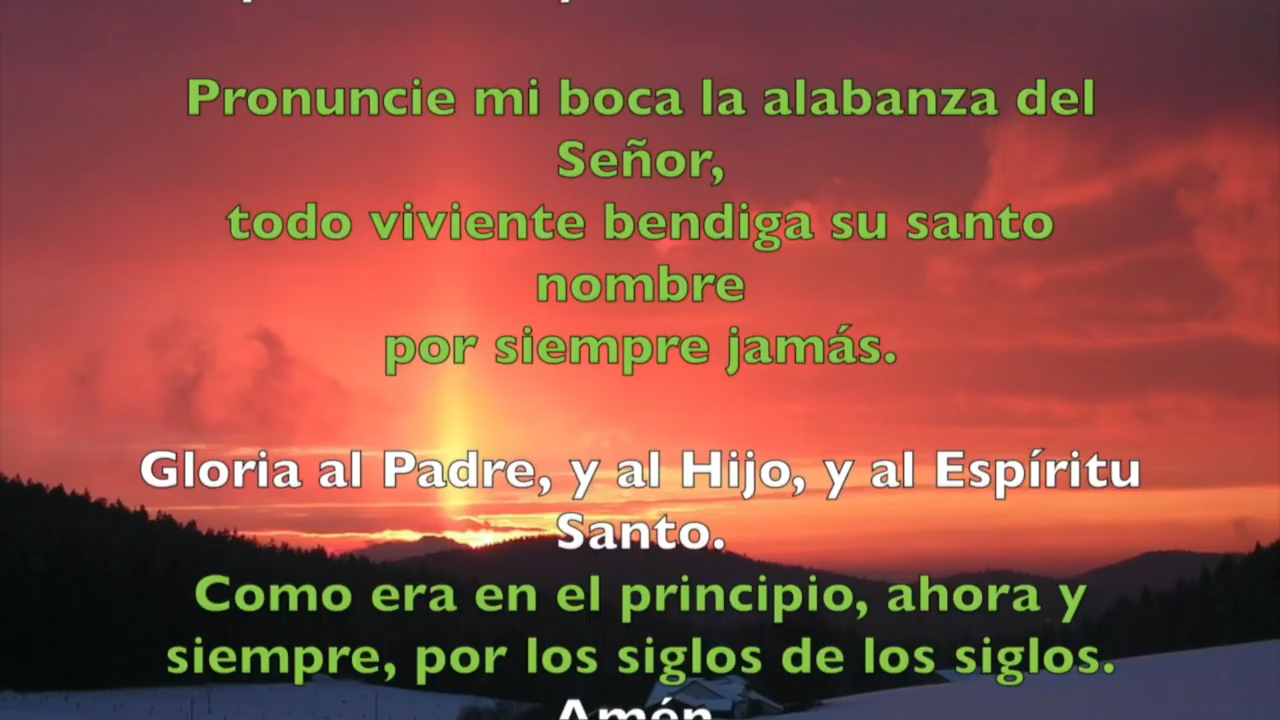 Pronuncie mi boca la alabanza del
Señor,
todo viviente bendiga su santo
nombre
por siempre jamás.
Gloria al Padre, y al Hijo, y al Espíritu
Santo.
Como era en el principio, ahora y
siempre, por los siglos de los siglos.
Amén